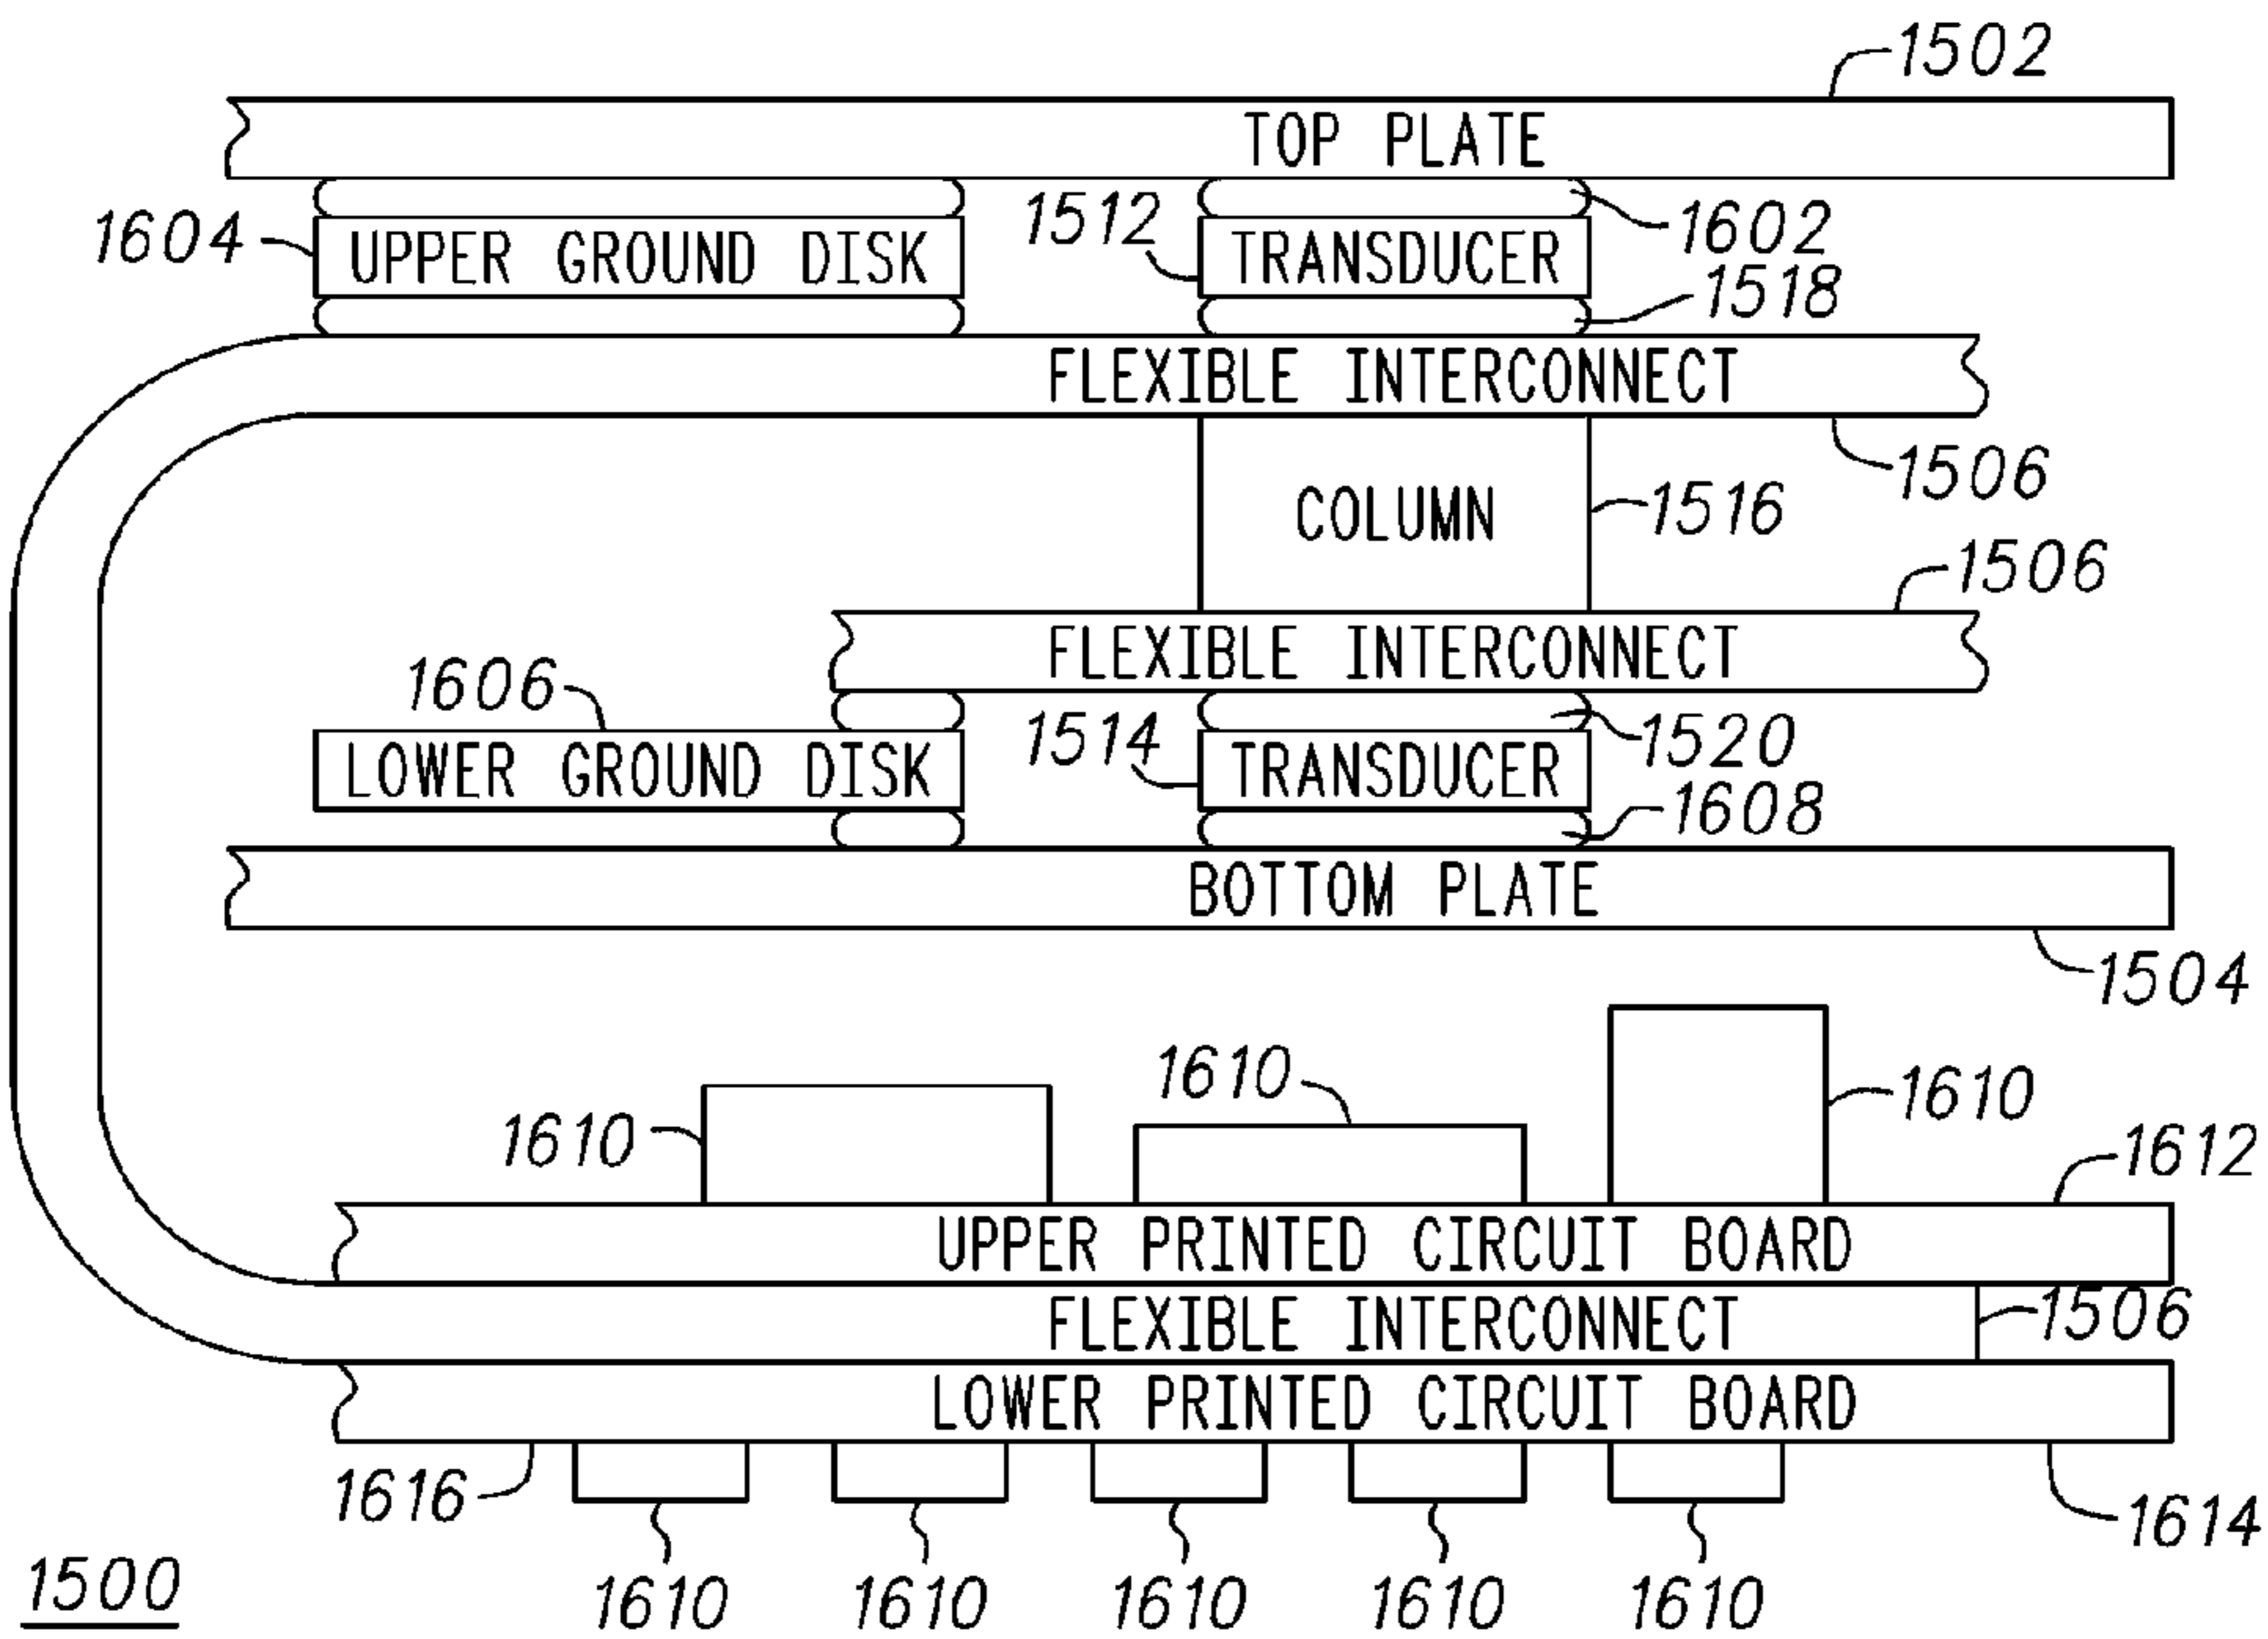 1502
TOP PLATE
1604
UPPER GROUND DISK
1512
TRANSDUCER
1602
1518
FLEXIBLE INTERCONNECT
1506
COLUMN
1516
1506
FLEXIBLE INTERCONNECT
1606
LOWER GROUND DISK
1514
TRANSDUCER
1520
1608
BOTTOM PLATE
1504
1610
1610
1610
1612
UPPER PRINTED CIRCUIT BOARD
FLEXIBLE INTERCONNECT
1506
LOWER PRINTED CIRCUIT BOARD
1616
1614
1610
1610
1610
1610
1610
1500